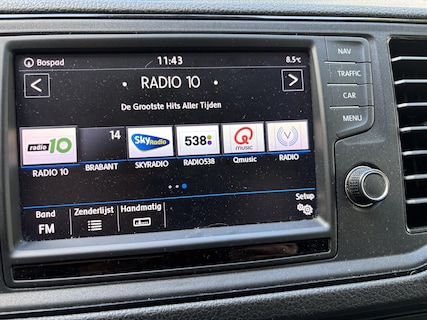 Bospad 11:43 8.5°C
NAV
TRAFFIC
CAR
MENU
RADIO 10
De Grootste Hits Aller Tijden
radio 10 14 Sky Radio 538 Q music
RADIO 10 BRABANT SKYRADIO RADIO538 Qmusic RADIO
Setup
Band Zenderlijst Handmatig
FM